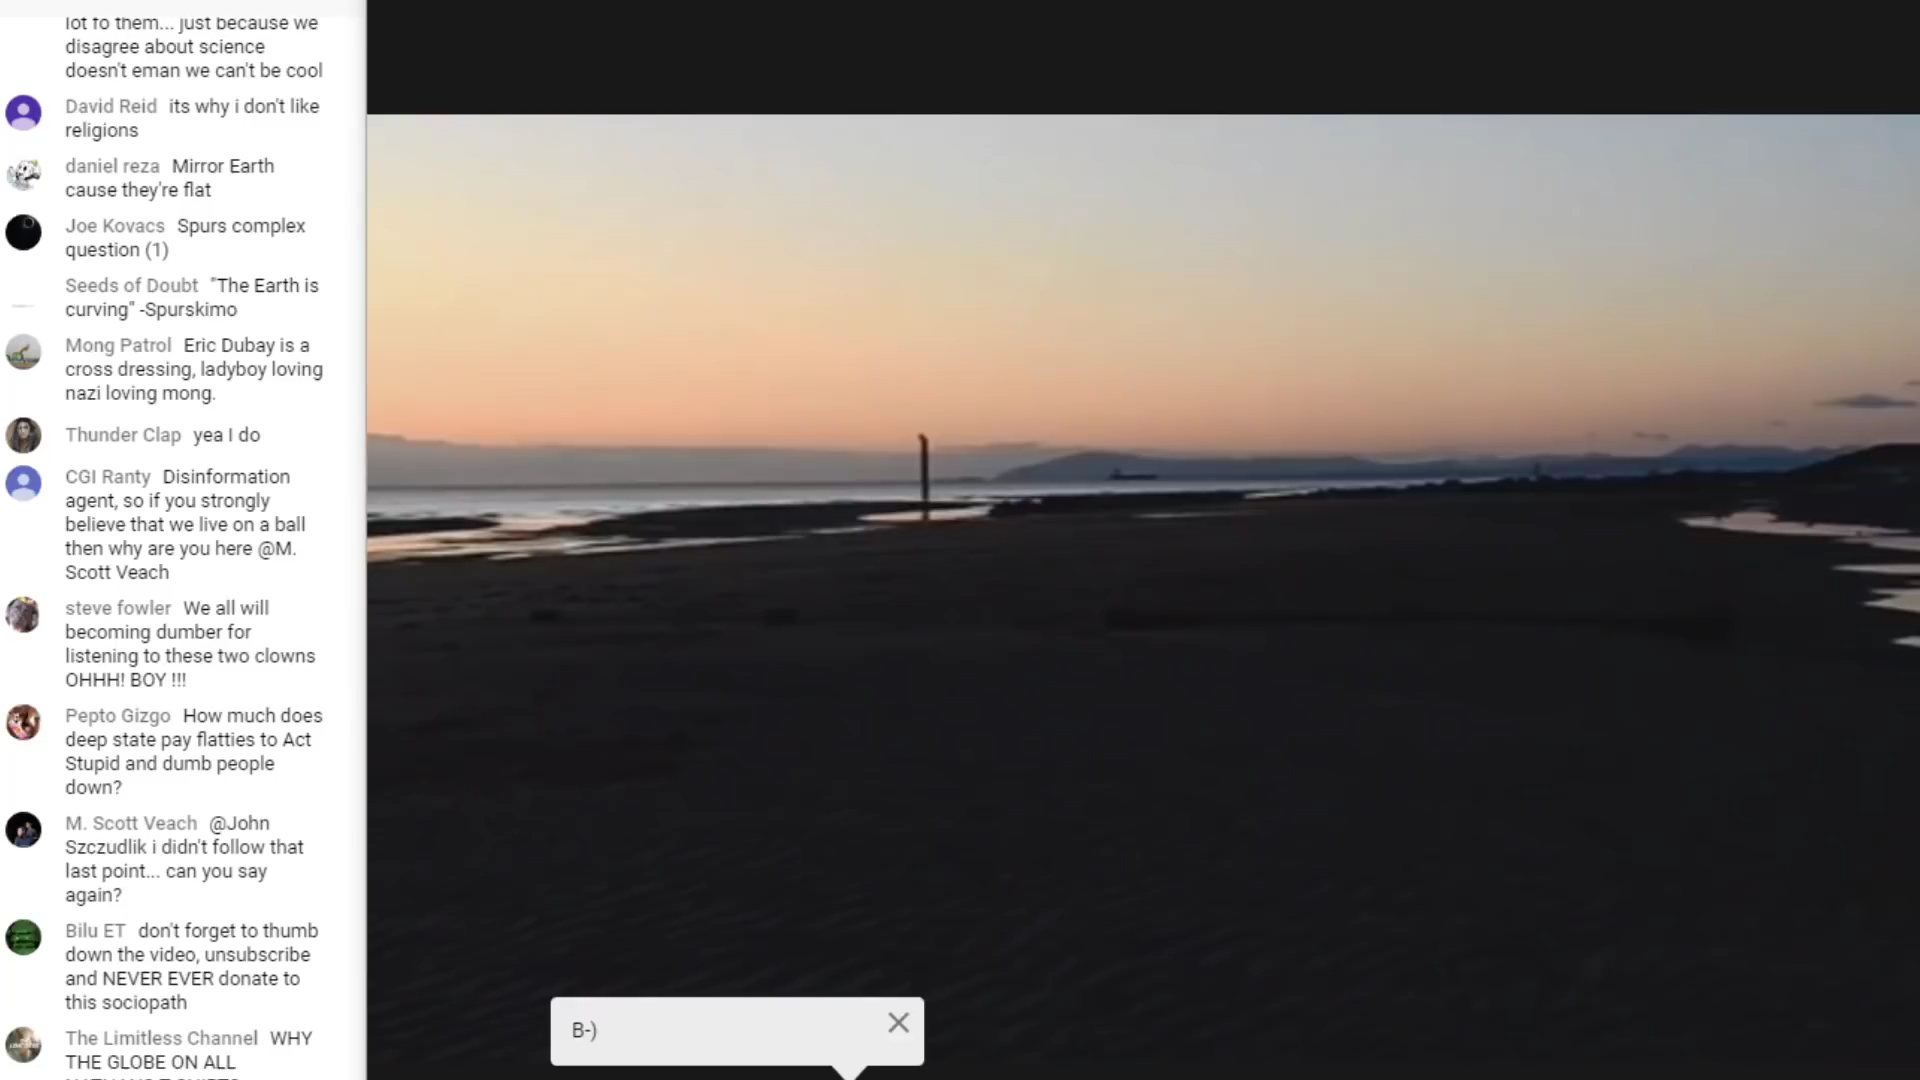 lot fo them... just because we
disagree about science
doesn't eman we can't be cool
David Reid its why i don't like
religions
daniel reza Mirror Earth
cause they're flat
Joe Kovacs Spurs complex
question (1)
Seeds of Doubt "The Earth is
curving" -Spurskimo
Mong Patrol Eric Dubay is a
cross dressing, ladyboy loving
nazi loving mong.
Thunder Clap yea I do
CGI Ranty Disinformation
agent, so if you strongly
believe that we live on a ball
then why are you here @M.
Scott Veach
steve fowler We all will
becoming dumber for
listening to these two clowns
OHHH! BOY !!!
Pepto Gizgo How much does
deep state pay flatties to Act
Stupid and dumb people
down?
M. Scott Veach @John
Szczudlik i didn't follow that
last point... can you say
again?
Bilu ET don't forget to thumb
down the video, unsubscribe
and NEVER EVER donate to
this sociopath
The Limitless Channel WHY
THE GLOBE ON ALL
B-)